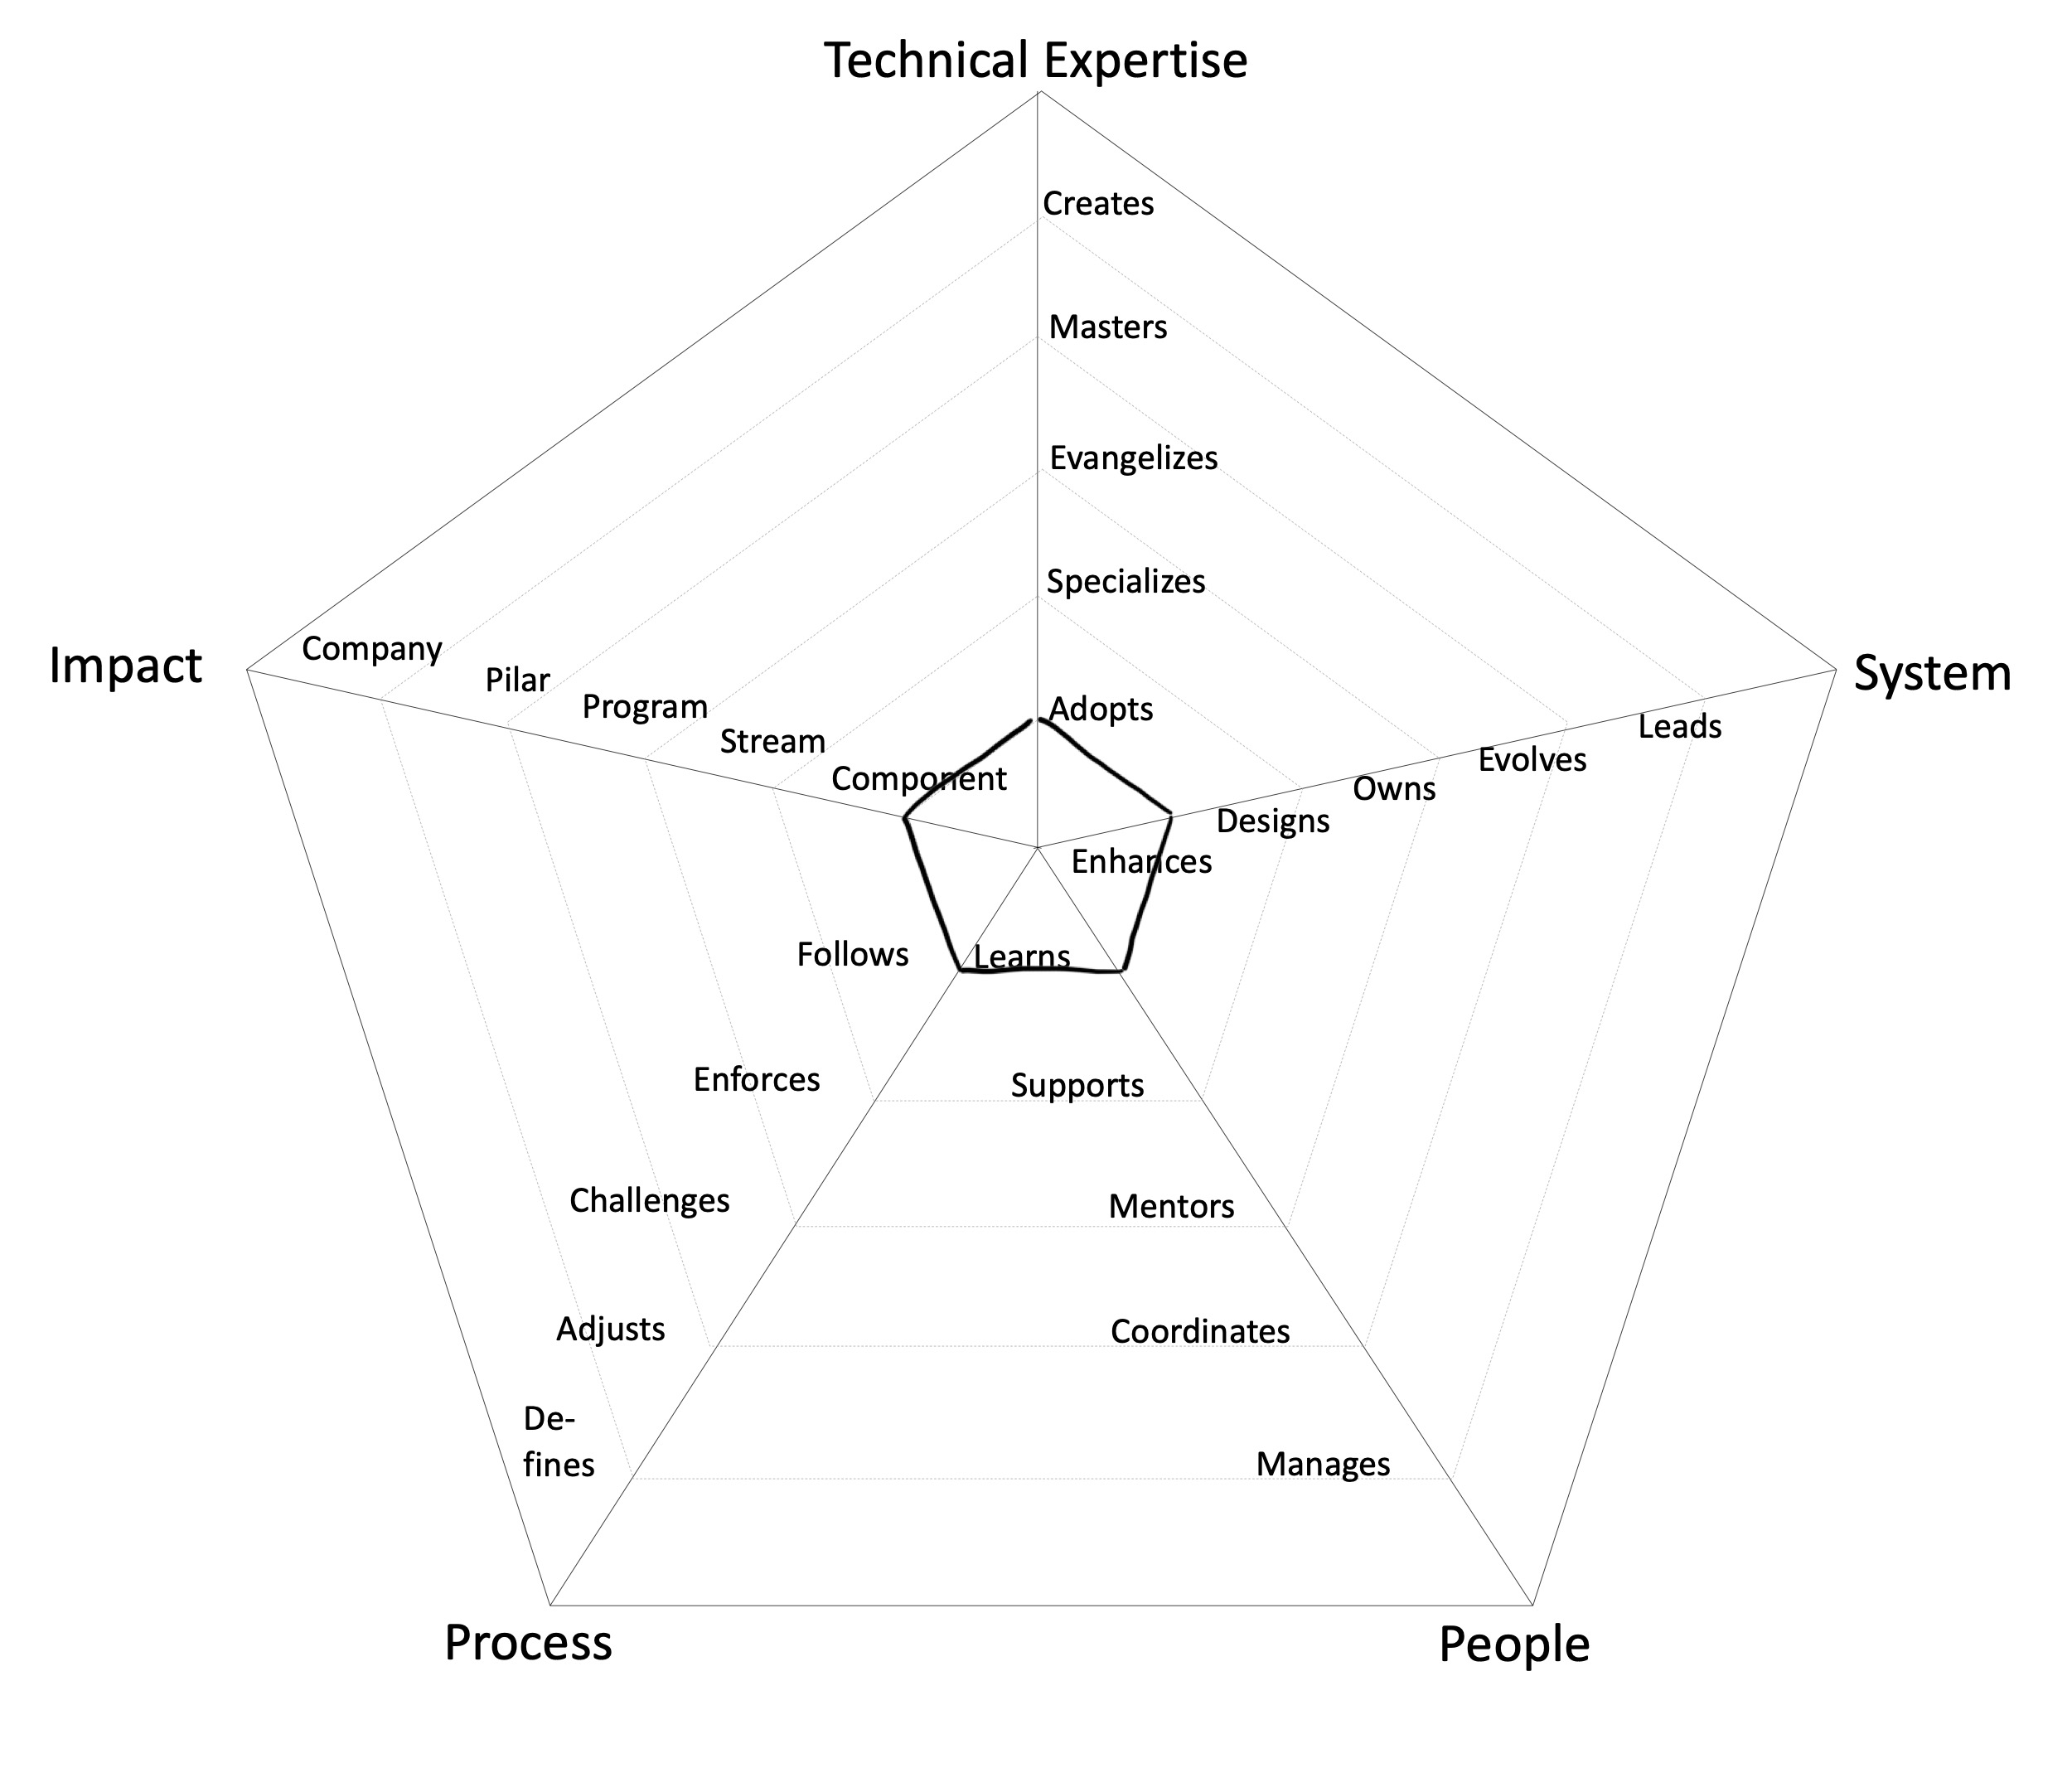 Technical Expertise
Creates
Masters
Evangelizes
Specializes
Company
Impact
System
Pilar
Program
Adopts
Leads
Stream
Evolves
Component
Owns
Designs
Enhances
Follows
Learns
Enforces
Supports
Challenges
Mentors
Adjusts
Coordinates
De-
fines
Manages
Process
People